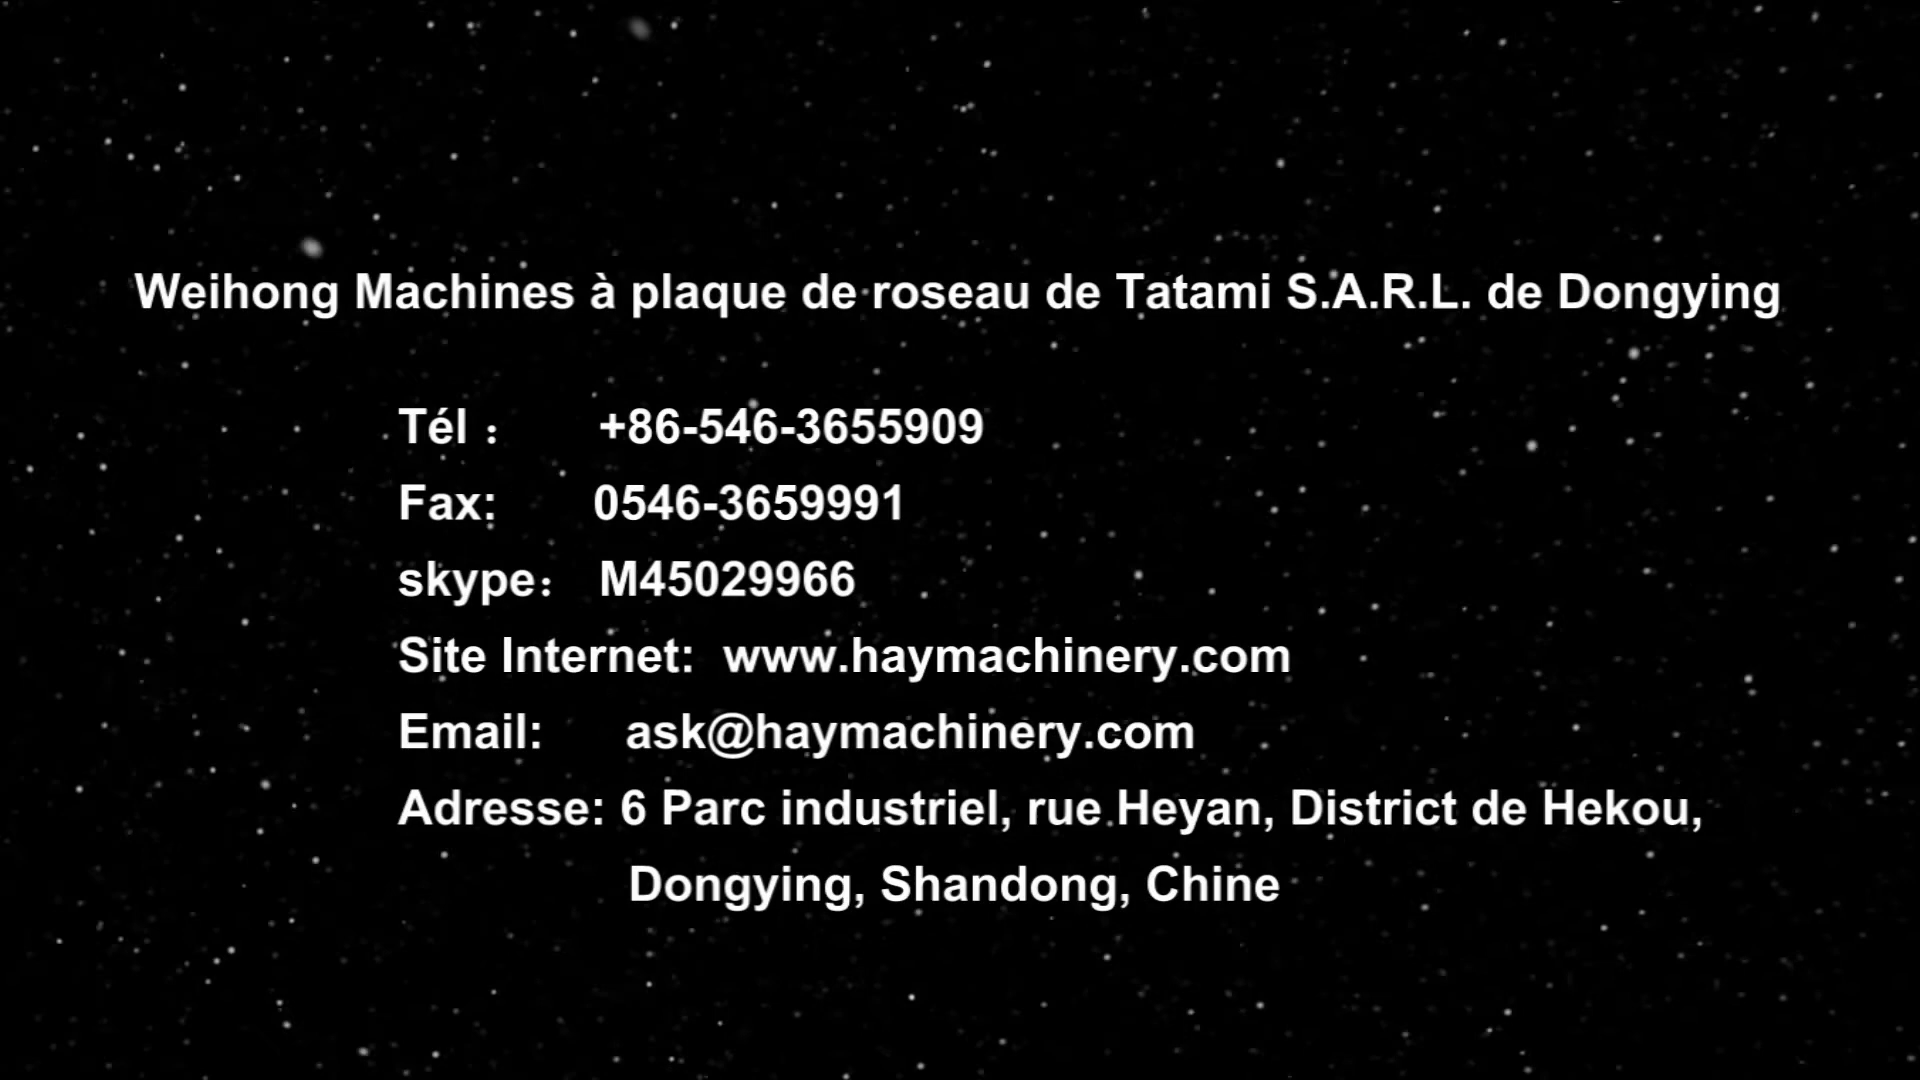 Weihong Machines à plaque de roseau de Tatami S.A.R.L. de Dongying
Tél ： +86-546-3655909
Fax: 0546-3659991
skype： M45029966
Site Internet: www.haymachinery.com
Email: ask@haymachinery.com
Adresse: 6 Parc industriel, rue Heyan, District de Hekou,
Dongying, Shandong, Chine